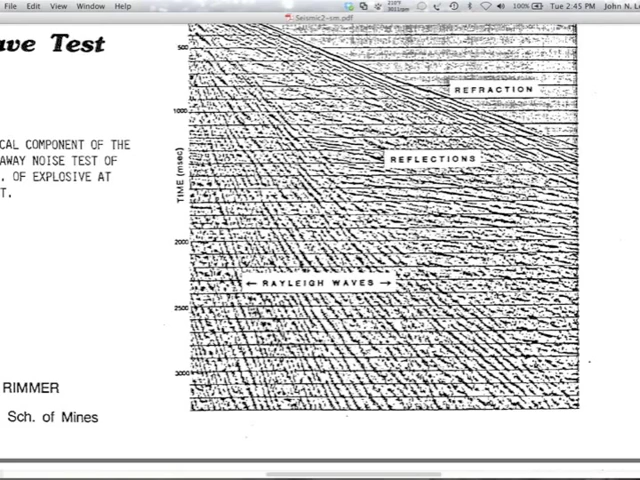 File Edit View Window Help
100%
Tue 2:45 PM John N. L
Seismic2-sm.pdf
ave Test
500
REFRACTION
1000
CAL COMPONENT OF THE
AWAY NOISE TEST OF
. OF EXPLOSIVE AT
T.
REFLECTIONS
TIME (msec)
2000
← RAYLEIGH WAVES →
2500
3000
RIMMER
Sch. of Mines